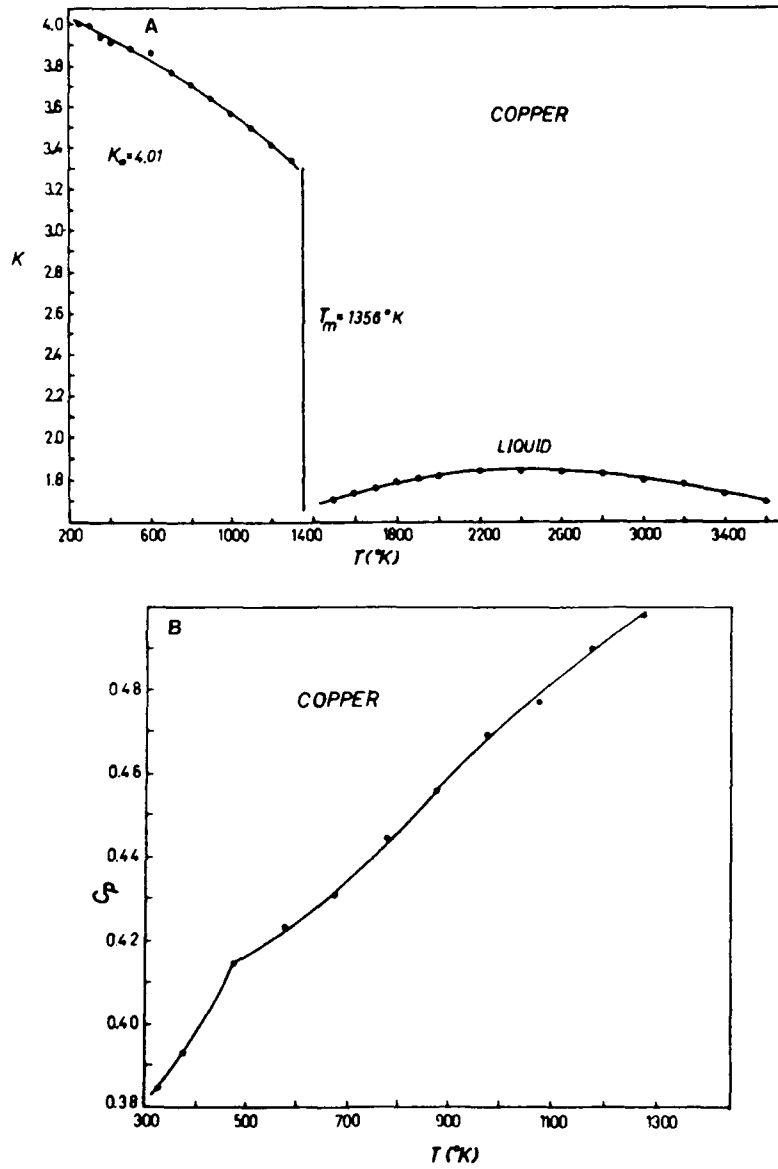 A
4.0
3.8
3.6
3.4
3.2
3.0
2.8
2.6
2.4
2.2
2.0
1.8
K
COPPER
K₀=4.01
Tm=1356°K
LIQUID
200 600 1000 1400 1800 2200 2600 3000 3400
T(°K)
B
COPPER
0.48
0.46
0.44
0.42
0.40
0.38
Cp
300 500 700 900 1100 1300
T(°K)